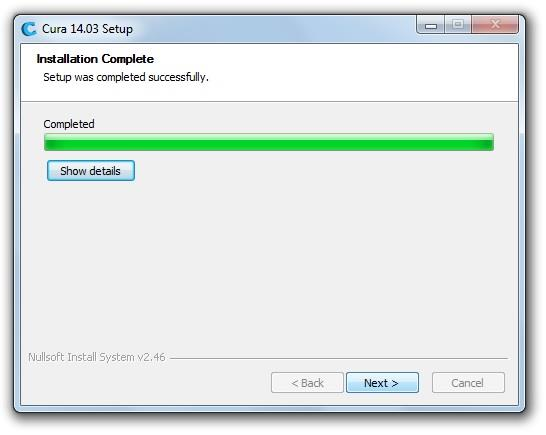 Cura 14.03 Setup
Installation Complete
Setup was completed successfully.
Completed
Show details
Nullsoft Install System v2.46
< Back
Next >
Cancel